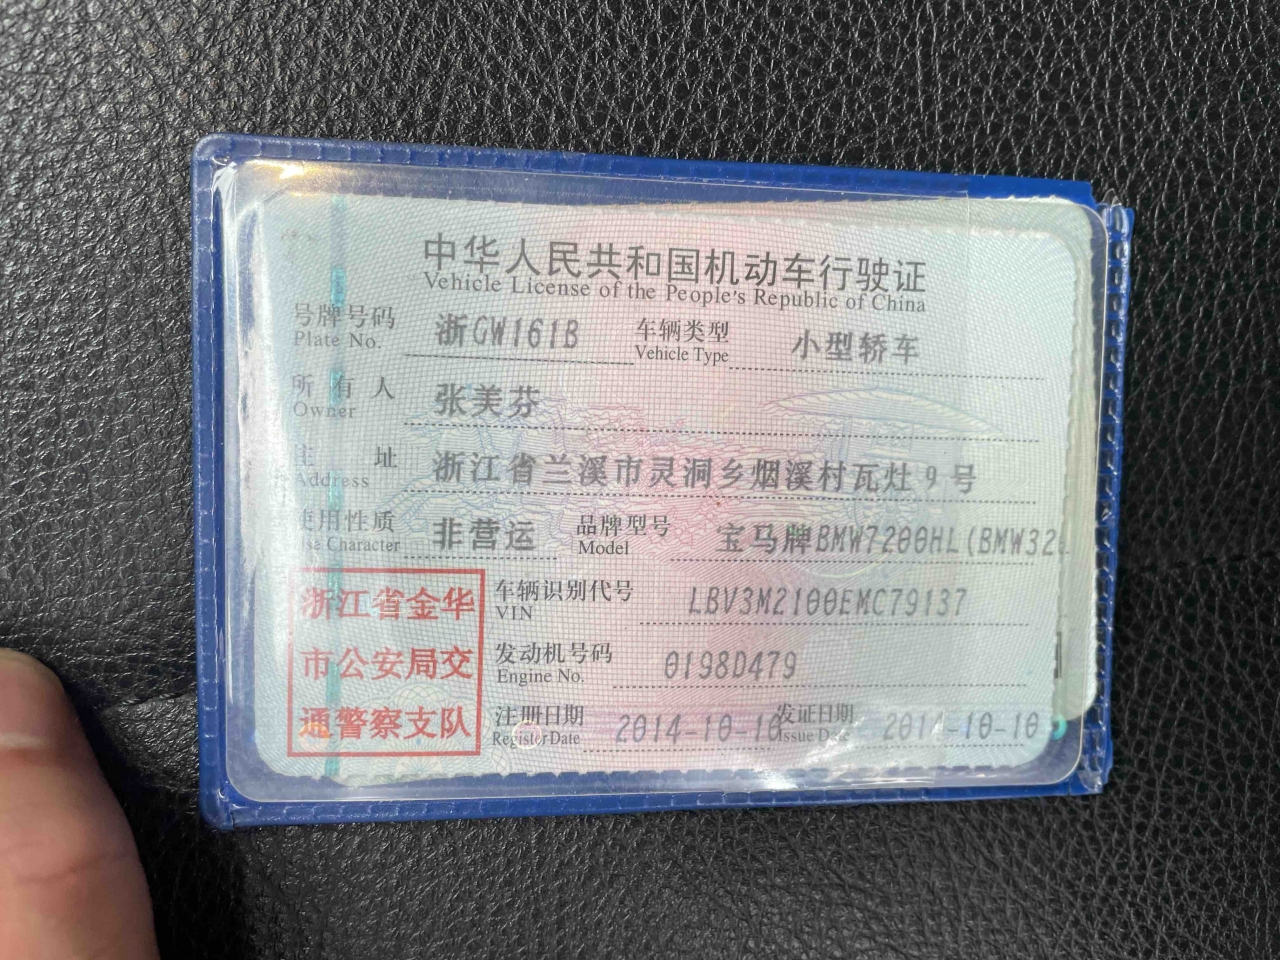 中华人民共和国机动车行驶证
Vehicle License of the People's Republic of China
号牌号码 浙GW161B 车辆类型 小型轿车
Plate No. Vehicle Type
所有人 张美芬
Owner
住址 浙江省兰溪市灵洞乡烟溪村瓦灶9号
Address
使用性质 非营运 品牌型号 宝马牌BMW7200HL(BMW32
Use Character Model
浙江省金华
市公安局交
通警察支队
车辆识别代号 LBV3M2100EMC79137
VIN
发动机号码 0198D479
Engine No.
注册日期 2014-10-10 发证日期 2014-10-10
Register Date Issue Date